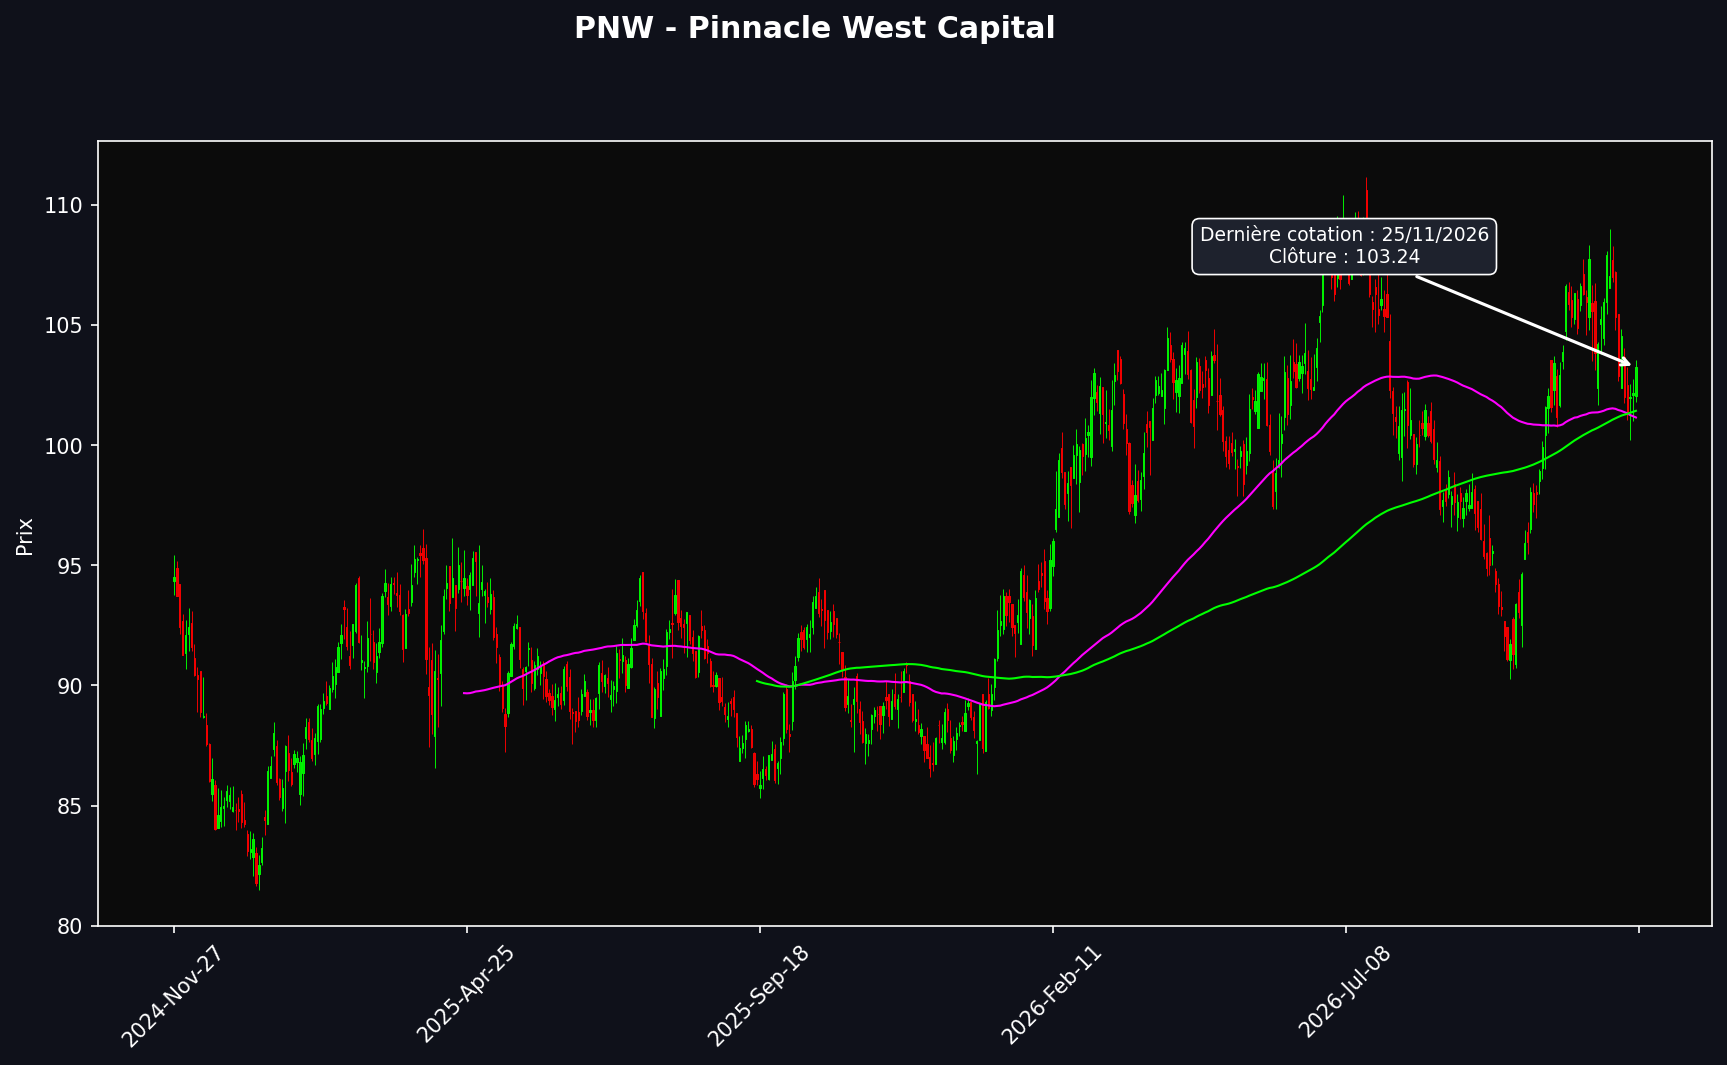 PNW - Pinnacle West Capital
Prix
110
105
100
95
90
85
80
Dernière cotation : 25/11/2026
Clôture : 103.24
2024-Nov-27
2025-Apr-25
2025-Sep-18
2026-Feb-11
2026-Jul-08